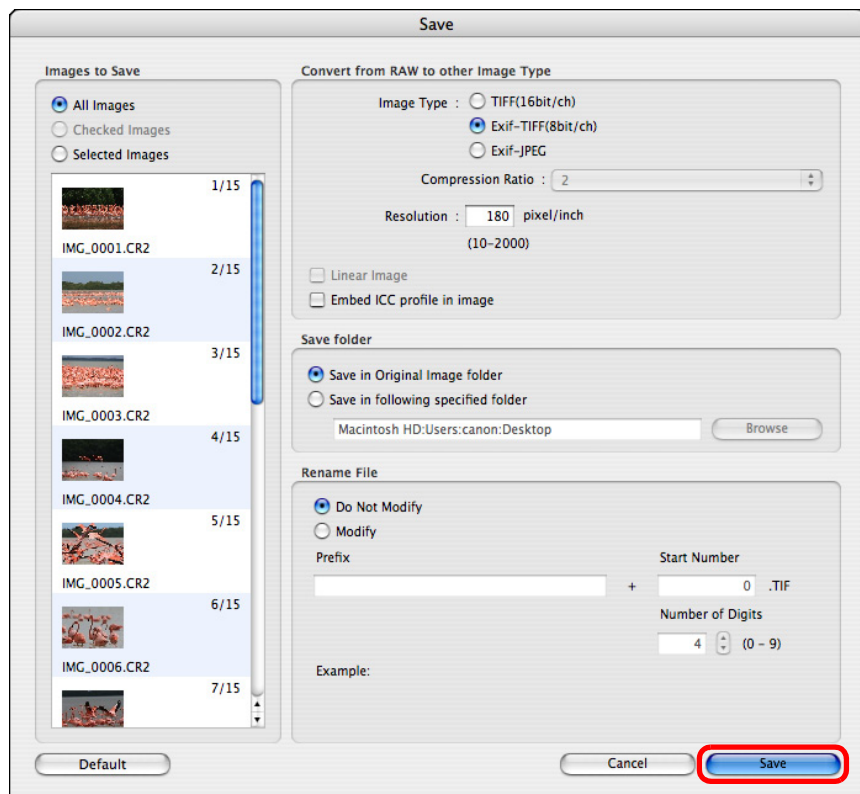 Save
Images to Save
All Images
Checked Images
Selected Images
1/15
IMG_0001.CR2
2/15
IMG_0002.CR2
3/15
IMG_0003.CR2
4/15
IMG_0004.CR2
5/15
IMG_0005.CR2
6/15
IMG_0006.CR2
7/15
Convert from RAW to other Image Type
Image Type : TIFF(16bit/ch)
Exif-TIFF(8bit/ch)
Exif-JPEG
Compression Ratio : 2
Resolution : 180 pixel/inch
(10-2000)
Linear Image
Embed ICC profile in image
Save folder
Save in Original Image folder
Save in following specified folder
Macintosh HD:Users:canon:Desktop Browse
Rename File
Do Not Modify
Modify
Prefix Start Number
+ 0 .TIF
Number of Digits
4 (0 - 9)
Example:
Default Cancel Save